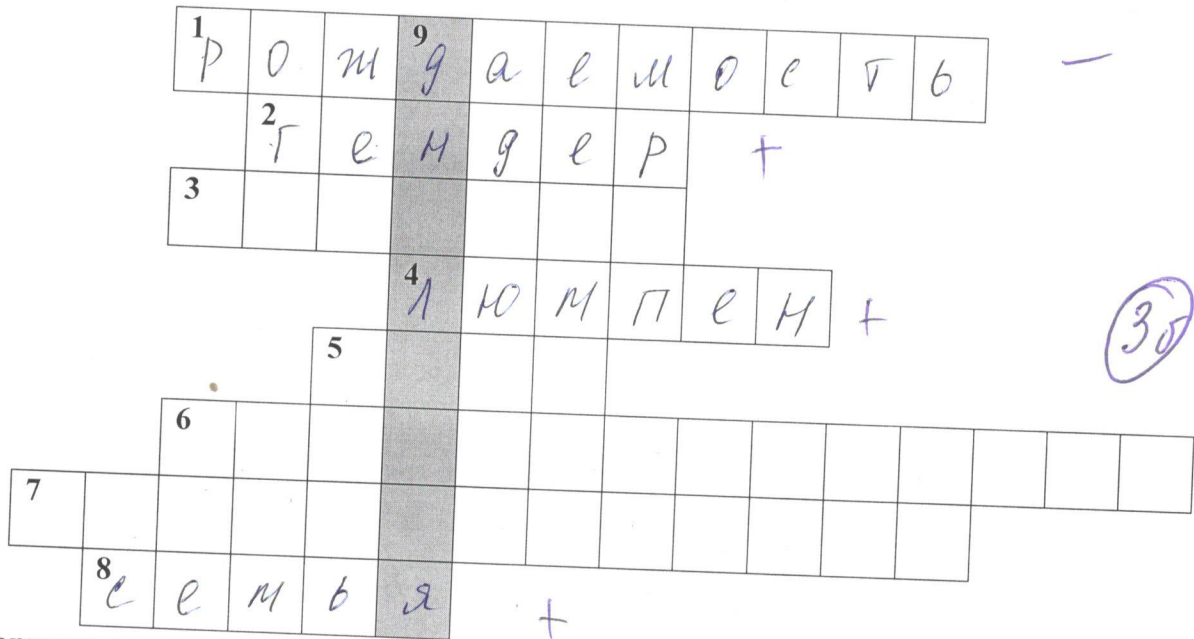 1 рождаемость 9 –
2 гендер +
3
4 люмпен +
3б
5
6
7
8 семья +